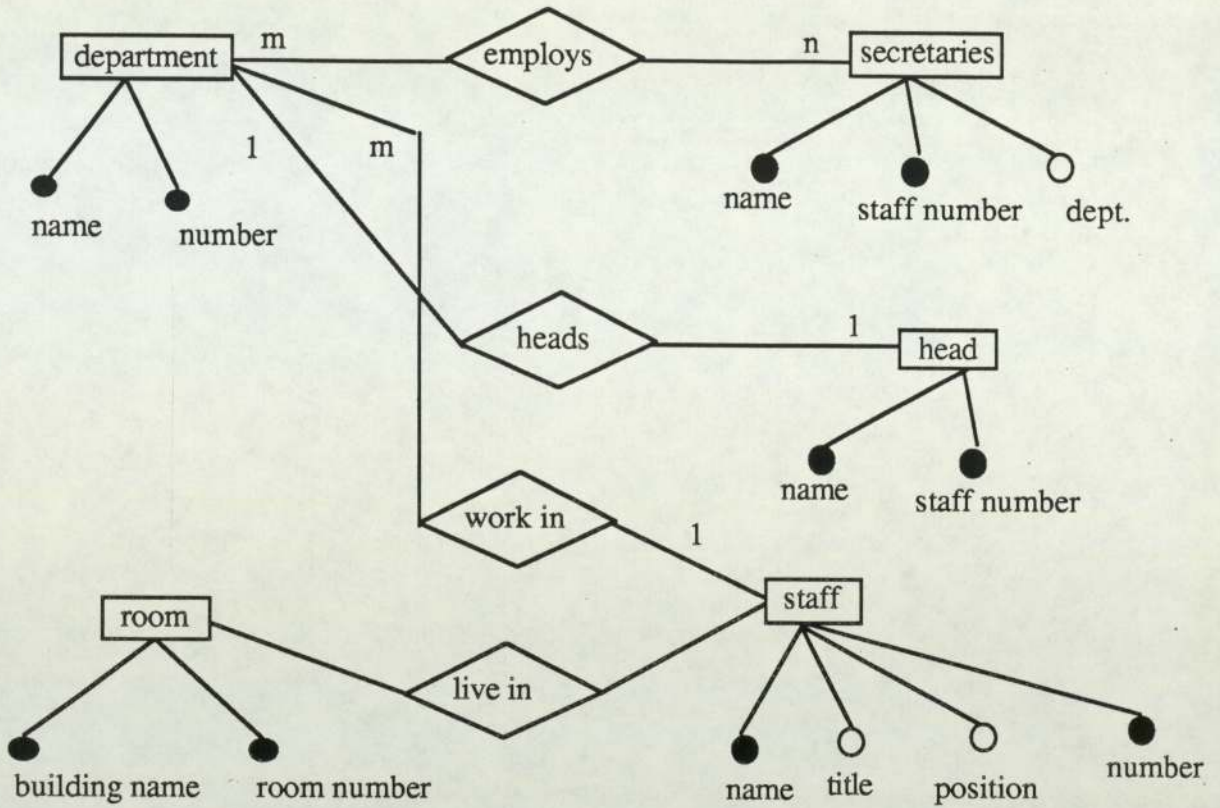 department
m
employs
n
secretaries
1
m
name
number
name
staff number
dept.
heads
1
head
name
staff number
work in
1
room
staff
live in
building name
room number
name
title
position
number